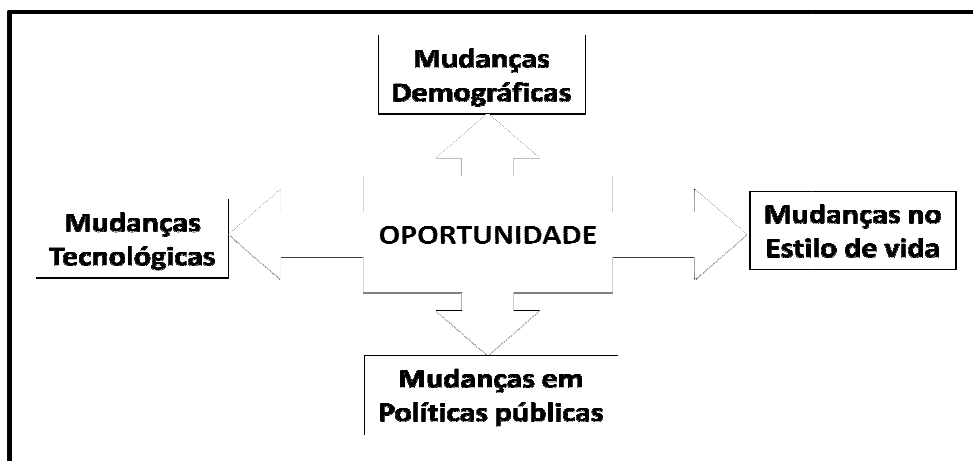 Mudanças
Demográficas
Mudanças
Tecnológicas
OPORTUNIDADE
Mudanças no
Estilo de vida
Mudanças em
Políticas públicas